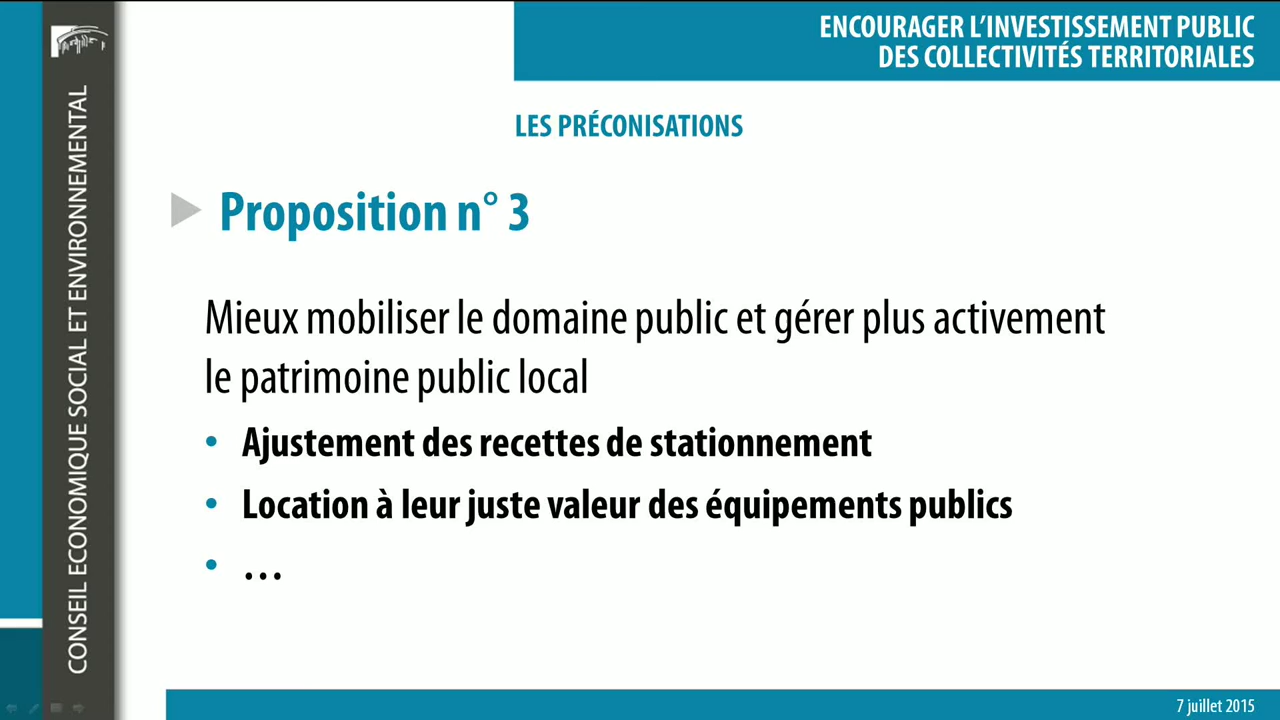 ENCOURAGER L'INVESTISSEMENT PUBLIC
DES COLLECTIVITÉS TERRITORIALES
LES PRÉCONISATIONS
Proposition n° 3
Mieux mobiliser le domaine public et gérer plus activement
le patrimoine public local
• Ajustement des recettes de stationnement
• Location à leur juste valeur des équipements publics
• …
CONSEIL ECONOMIQUE SOCIAL ET ENVIRONNEMENTAL
7 juillet 2015